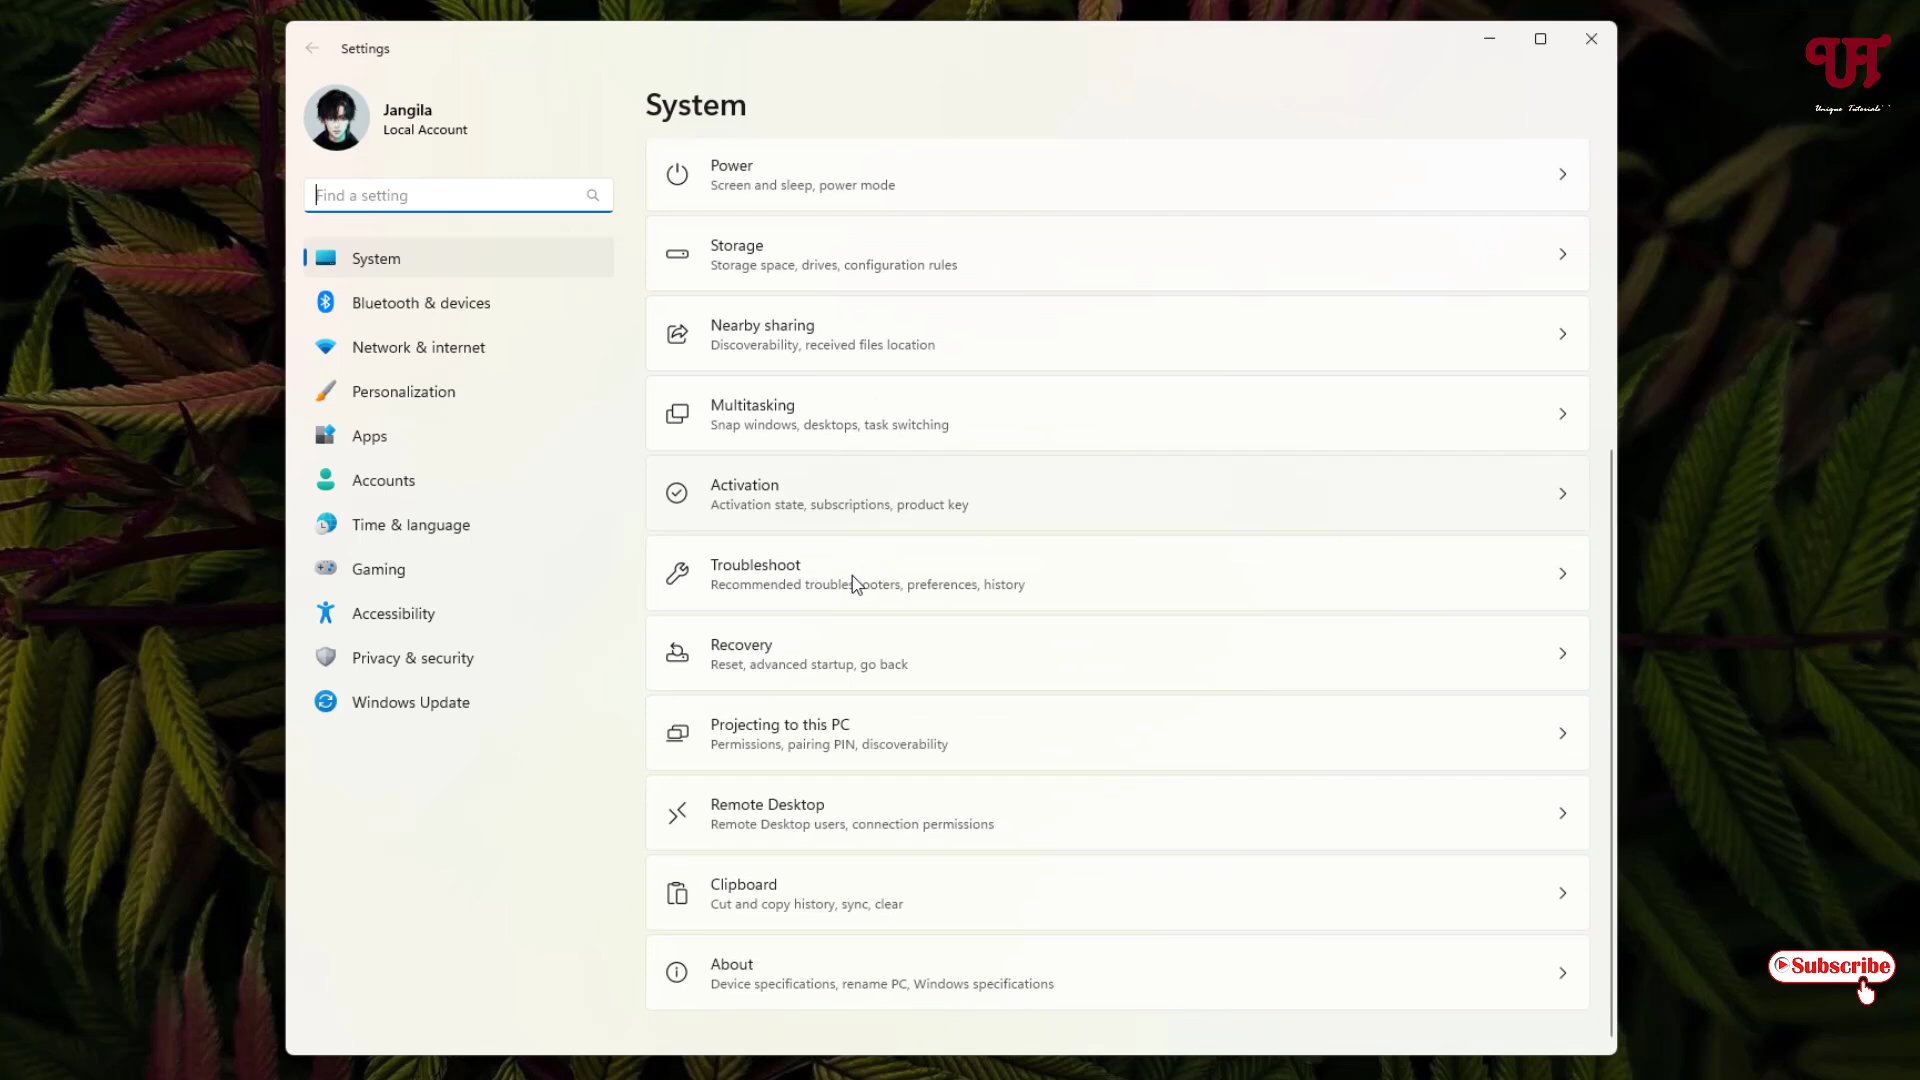 Settings
Jangila
Local Account
Find a setting
System
Bluetooth & devices
Network & internet
Personalization
Apps
Accounts
Time & language
Gaming
Accessibility
Privacy & security
Windows Update
System
Power
Screen and sleep, power mode
Storage
Storage space, drives, configuration rules
Nearby sharing
Discoverability, received files location
Multitasking
Snap windows, desktops, task switching
Activation
Activation state, subscriptions, product key
Troubleshoot
Recommended troubleshooters, preferences, history
Recovery
Reset, advanced startup, go back
Projecting to this PC
Permissions, pairing PIN, discoverability
Remote Desktop
Remote Desktop users, connection permissions
Clipboard
Cut and copy history, sync, clear
About
Device specifications, rename PC, Windows specifications
UT
Unique Tutorials
Subscribe